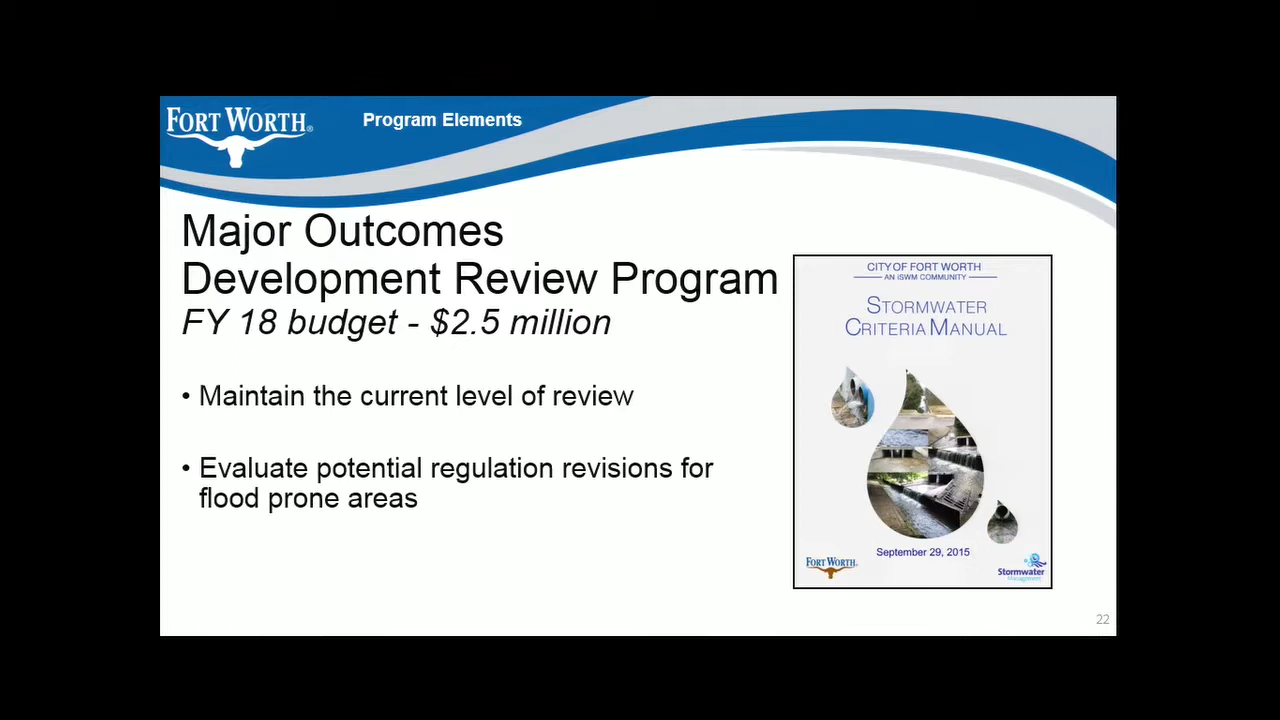 FORT WORTH®
Program Elements
Major Outcomes
Development Review Program
FY 18 budget - $2.5 million
• Maintain the current level of review
• Evaluate potential regulation revisions for
flood prone areas
CITY OF FORT WORTH
AN iSWM COMMUNITY
STORMWATER
CRITERIA MANUAL
September 29, 2015
FORT WORTH®
Stormwater
Management
22